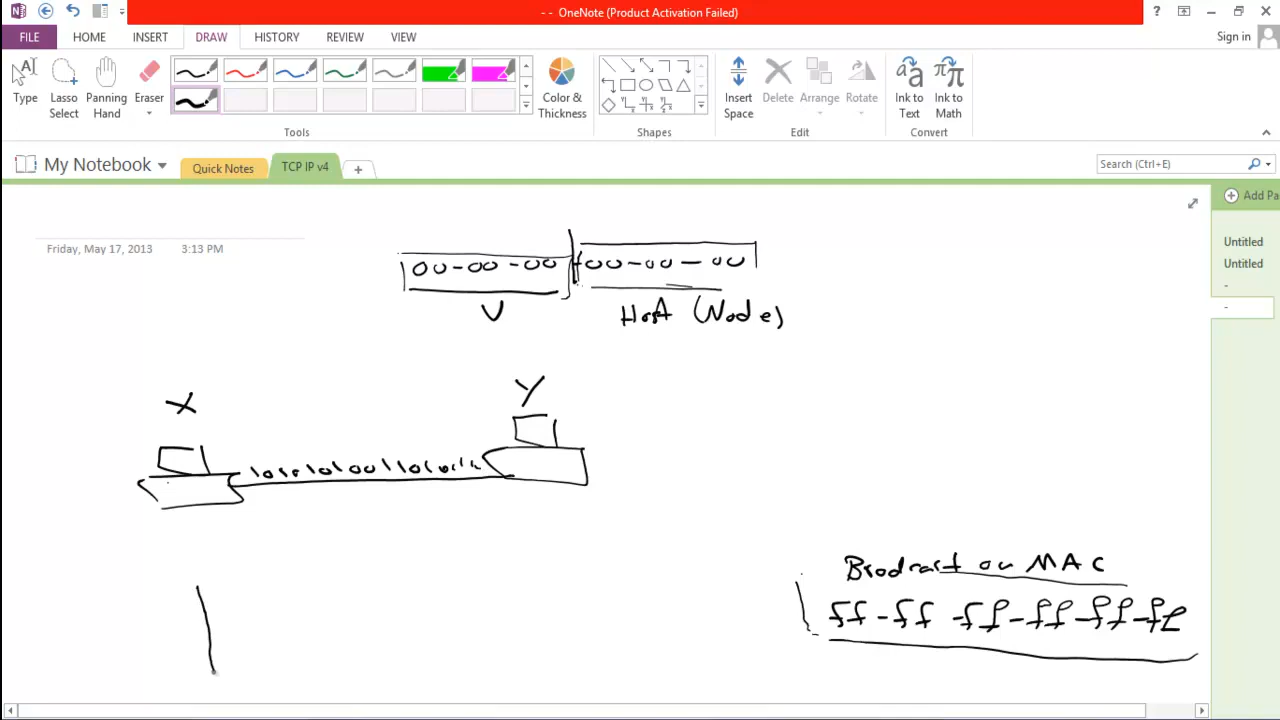 - - OneNote (Product Activation Failed)
FILE HOME INSERT DRAW HISTORY REVIEW VIEW
Sign in
Type
Lasso Select
Panning Hand
Eraser
Color & Thickness
Insert Space
Delete
Arrange
Rotate
Ink to Text
Ink to Math
Tools
Shapes
Edit
Convert
My Notebook
Quick Notes
TCP IP v4
Search (Ctrl+E)
Add Pa
Untitled
Untitled
-
-
Friday, May 17, 2013 3:13 PM
00-00-00-00-00-00
V
Host (Node)
X
Y
on MAC
ff-ff-ff-ff-ff-ff